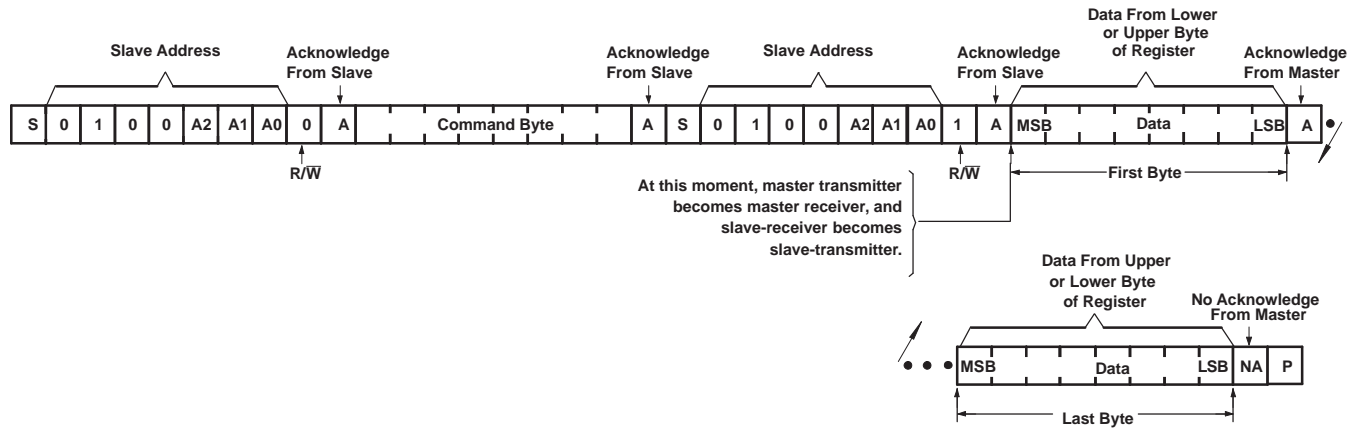 Data From Lower
or Upper Byte
of Register
Slave Address
Acknowledge
From Slave
Acknowledge
From Slave
Slave Address
Acknowledge
From Slave
Acknowledge
From Master
S 0 1 0 0 A2 A1 A0 0 A Command Byte A S 0 1 0 0 A2 A1 A0 1 A MSB Data LSB A
R/W̅
R/W̅
First Byte
At this moment, master transmitter
becomes master receiver, and
slave-receiver becomes
slave-transmitter.
Data From Upper
or Lower Byte
of Register
No Acknowledge
From Master
MSB Data LSB NA P
Last Byte